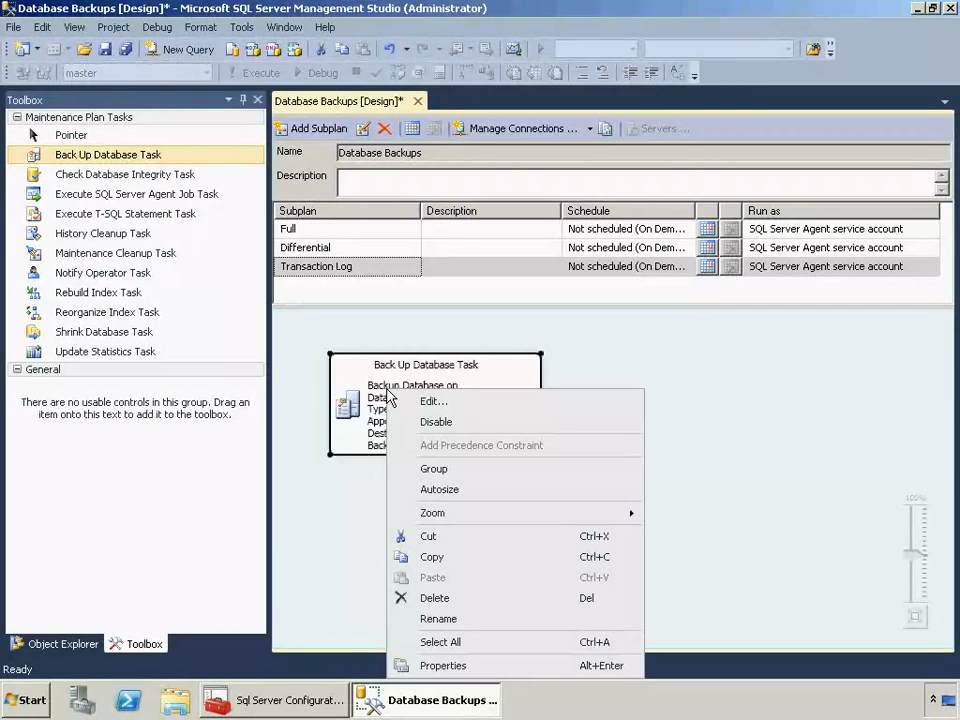 Database Backups [Design]* - Microsoft SQL Server Management Studio (Administrator)
File Edit View Project Debug Tools Window Help
New Query
master Execute Debug
Toolbox
Database Backups [Design]*
Maintenance Plan Tasks
Pointer
Back Up Database Task
Check Database Integrity Task
Execute SQL Server Agent Job Task
Execute T-SQL Statement Task
History Cleanup Task
Maintenance Cleanup Task
Notify Operator Task
Rebuild Index Task
Reorganize Index Task
Shrink Database Task
Update Statistics Task
General
There are no usable controls in this group. Drag an item onto this text to add it to the toolbox.
Object Explorer Toolbox
Add Subplan Manage Connections ... Servers...
Name Database Backups
Description
Subplan Description Schedule Run as
Full Not scheduled (On Dem... SQL Server Agent service account
Differential Not scheduled (On Dem... SQL Server Agent service account
Transaction Log Not scheduled (On Dem... SQL Server Agent service account
Back Up Database Task
Backup Database on
Data
Type
Appe
Dest
Back
Edit...
Disable
Add Precedence Constraint
Group
Autosize
Zoom
Cut Ctrl+X
Copy Ctrl+C
Paste Ctrl+V
Delete Del
Rename
Select All Ctrl+A
Properties Alt+Enter
100%
Ready
Start Sql Server Configurat... Database Backups ...